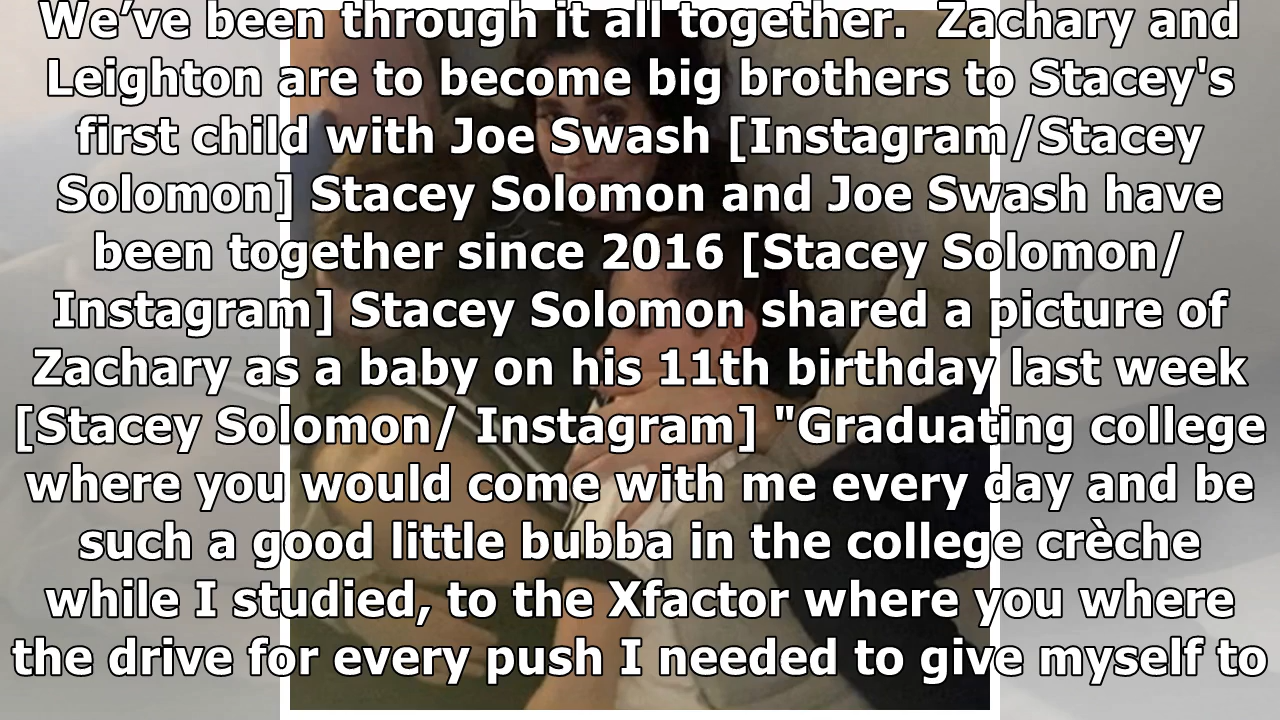 We’ve been through it all together.  Zachary and
Leighton are to become big brothers to Stacey's
first child with Joe Swash [Instagram/Stacey
Solomon] Stacey Solomon and Joe Swash have
been together since 2016 [Stacey Solomon/
Instagram] Stacey Solomon shared a picture of
Zachary as a baby on his 11th birthday last week
[Stacey Solomon/ Instagram] "Graduating college
where you would come with me every day and be
such a good little bubba in the college crèche
while I studied, to the Xfactor where you where
the drive for every push I needed to give myself to